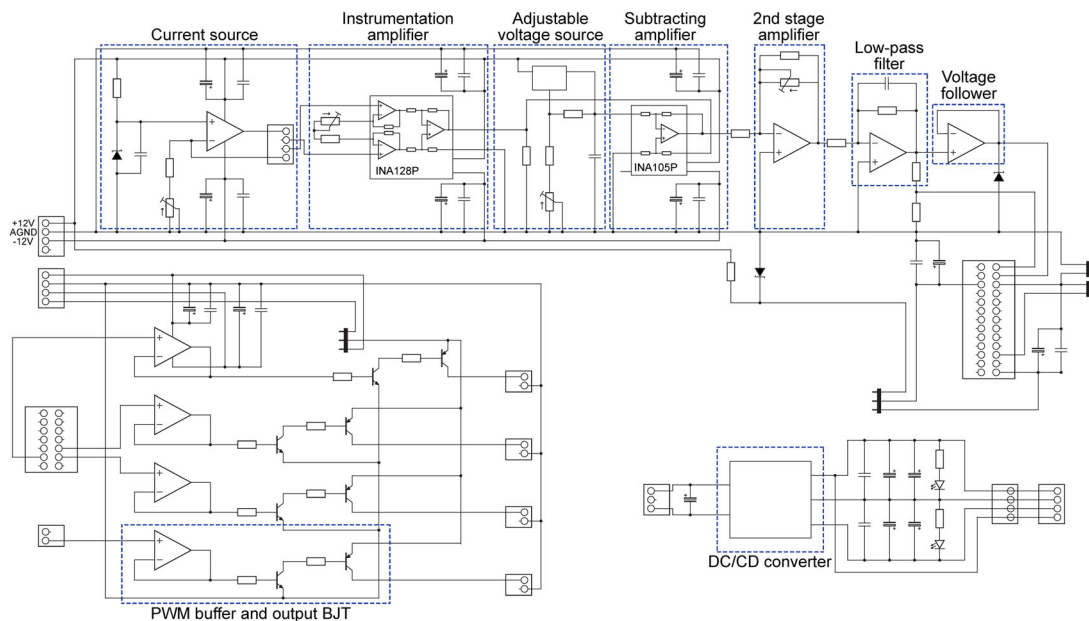 Current source
Instrumentation
amplifier
Adjustable
voltage source
Subtracting
amplifier
2nd stage
amplifier
Low-pass
filter
Voltage
follower
INA128P
INA105P
+12V
AGND
-12V
DC/CD converter
PWM buffer and output BJT